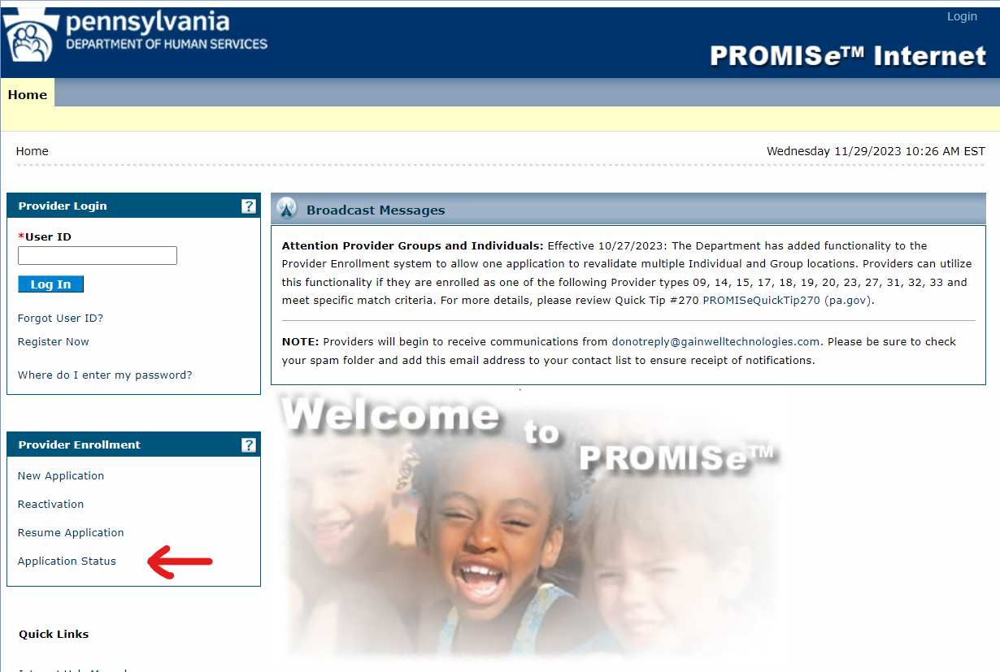 pennsylvania
DEPARTMENT OF HUMAN SERVICES
Login
PROMISe™ Internet
Home
Home
Wednesday 11/29/2023 10:26 AM EST
Provider Login
?
*User ID
Log In
Forgot User ID?
Register Now
Where do I enter my password?
Provider Enrollment
?
New Application
Reactivation
Resume Application
Application Status
Quick Links
Broadcast Messages
Attention Provider Groups and Individuals: Effective 10/27/2023: The Department has added functionality to the
Provider Enrollment system to allow one application to revalidate multiple Individual and Group locations. Providers can utilize
this functionality if they are enrolled as one of the following Provider types 09, 14, 15, 17, 18, 19, 20, 23, 27, 31, 32, 33 and
meet specific match criteria. For more details, please review Quick Tip #270 PROMISeQuickTip270 (pa.gov).
NOTE: Providers will begin to receive communications from donotreply@gainwelltechnologies.com. Please be sure to check
your spam folder and add this email address to your contact list to ensure receipt of notifications.
Welcome
to
PROMISe™